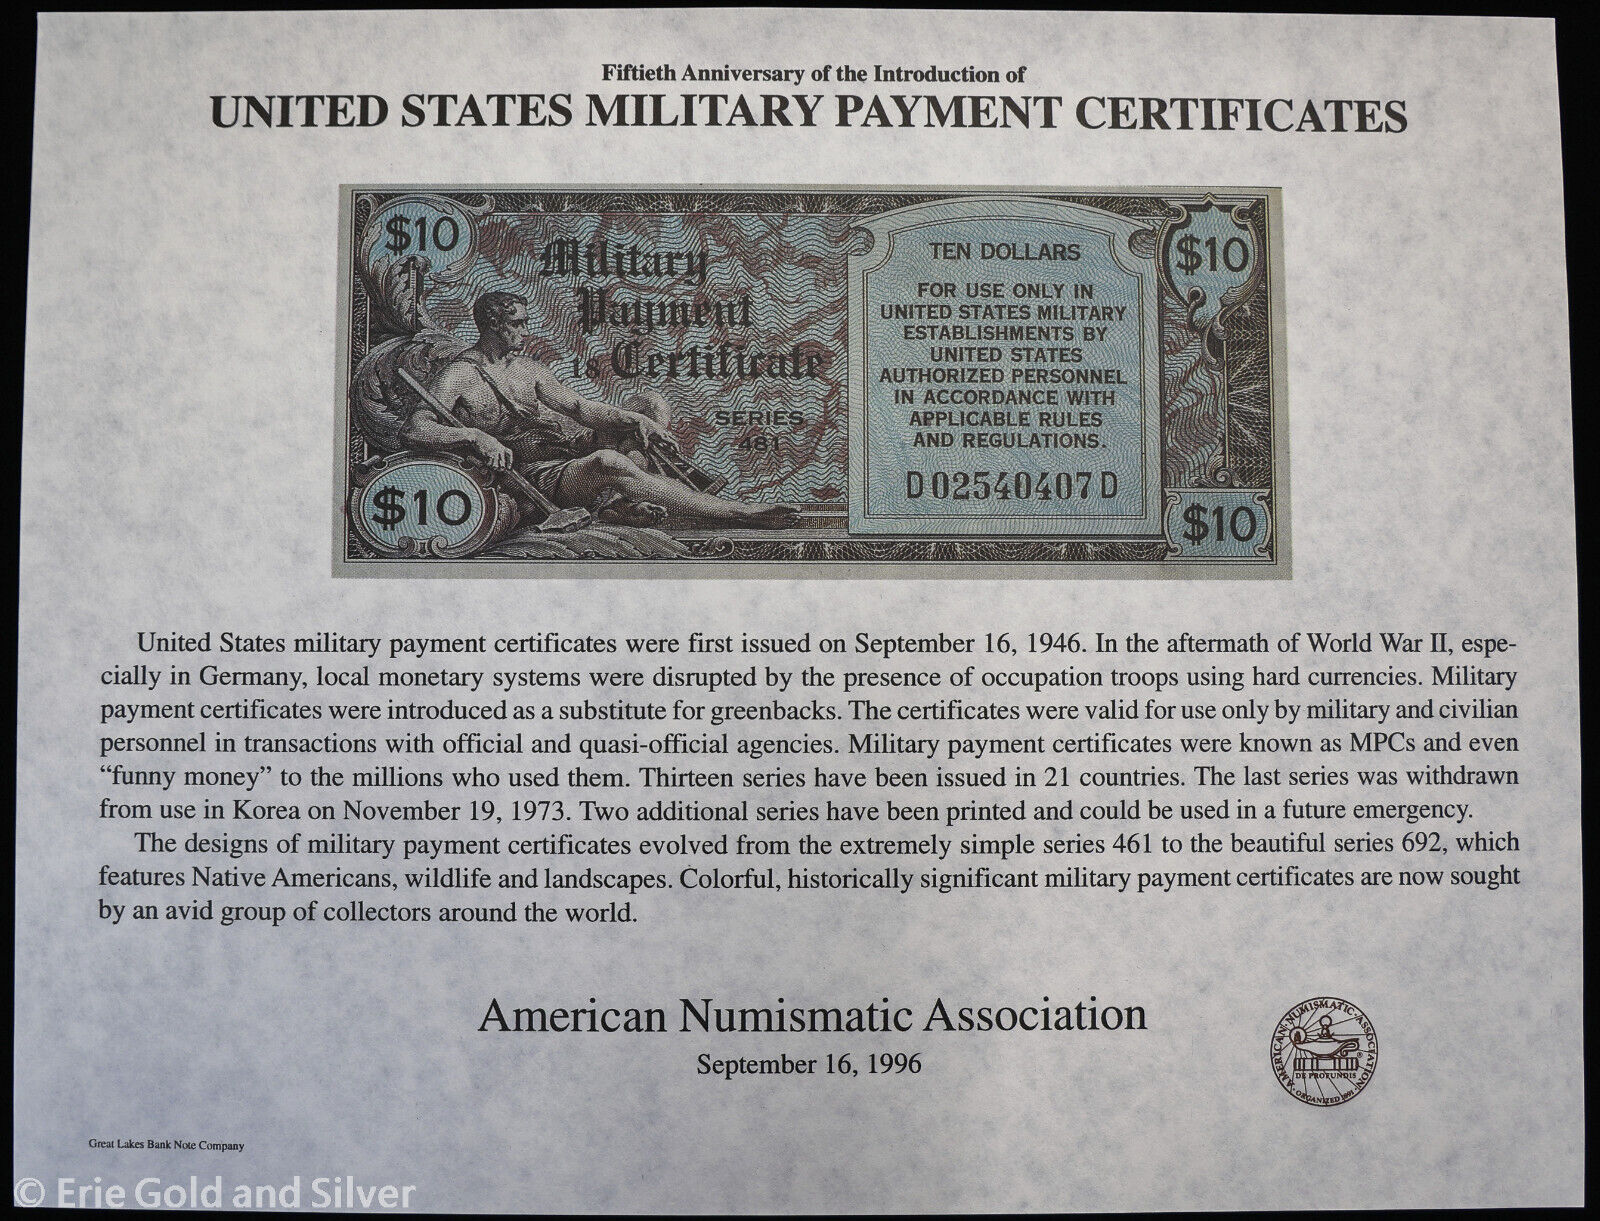 Fiftieth Anniversary of the Introduction of
UNITED STATES MILITARY PAYMENT CERTIFICATES
$10
Military
Payment
is Certificate
SERIES
481
$10
TEN DOLLARS
FOR USE ONLY IN
UNITED STATES MILITARY
ESTABLISHMENTS BY
UNITED STATES
AUTHORIZED PERSONNEL
IN ACCORDANCE WITH
APPLICABLE RULES
AND REGULATIONS.
D02540407D
$10
$10
United States military payment certificates were first issued on September 16, 1946. In the aftermath of World War II, espe-
cially in Germany, local monetary systems were disrupted by the presence of occupation troops using hard currencies. Military
payment certificates were introduced as a substitute for greenbacks. The certificates were valid for use only by military and civilian
personnel in transactions with official and quasi-official agencies. Military payment certificates were known as MPCs and even
“funny money” to the millions who used them. Thirteen series have been issued in 21 countries. The last series was withdrawn
from use in Korea on November 19, 1973. Two additional series have been printed and could be used in a future emergency.
The designs of military payment certificates evolved from the extremely simple series 461 to the beautiful series 692, which
features Native Americans, wildlife and landscapes. Colorful, historically significant military payment certificates are now sought
by an avid group of collectors around the world.
American Numismatic Association
September 16, 1996
AMERICAN·NUMISMATIC·ASSOCIATION
DE PROFUNDIS
ORGANIZED 1891
®
Great Lakes Bank Note Company
© Erie Gold and Silver